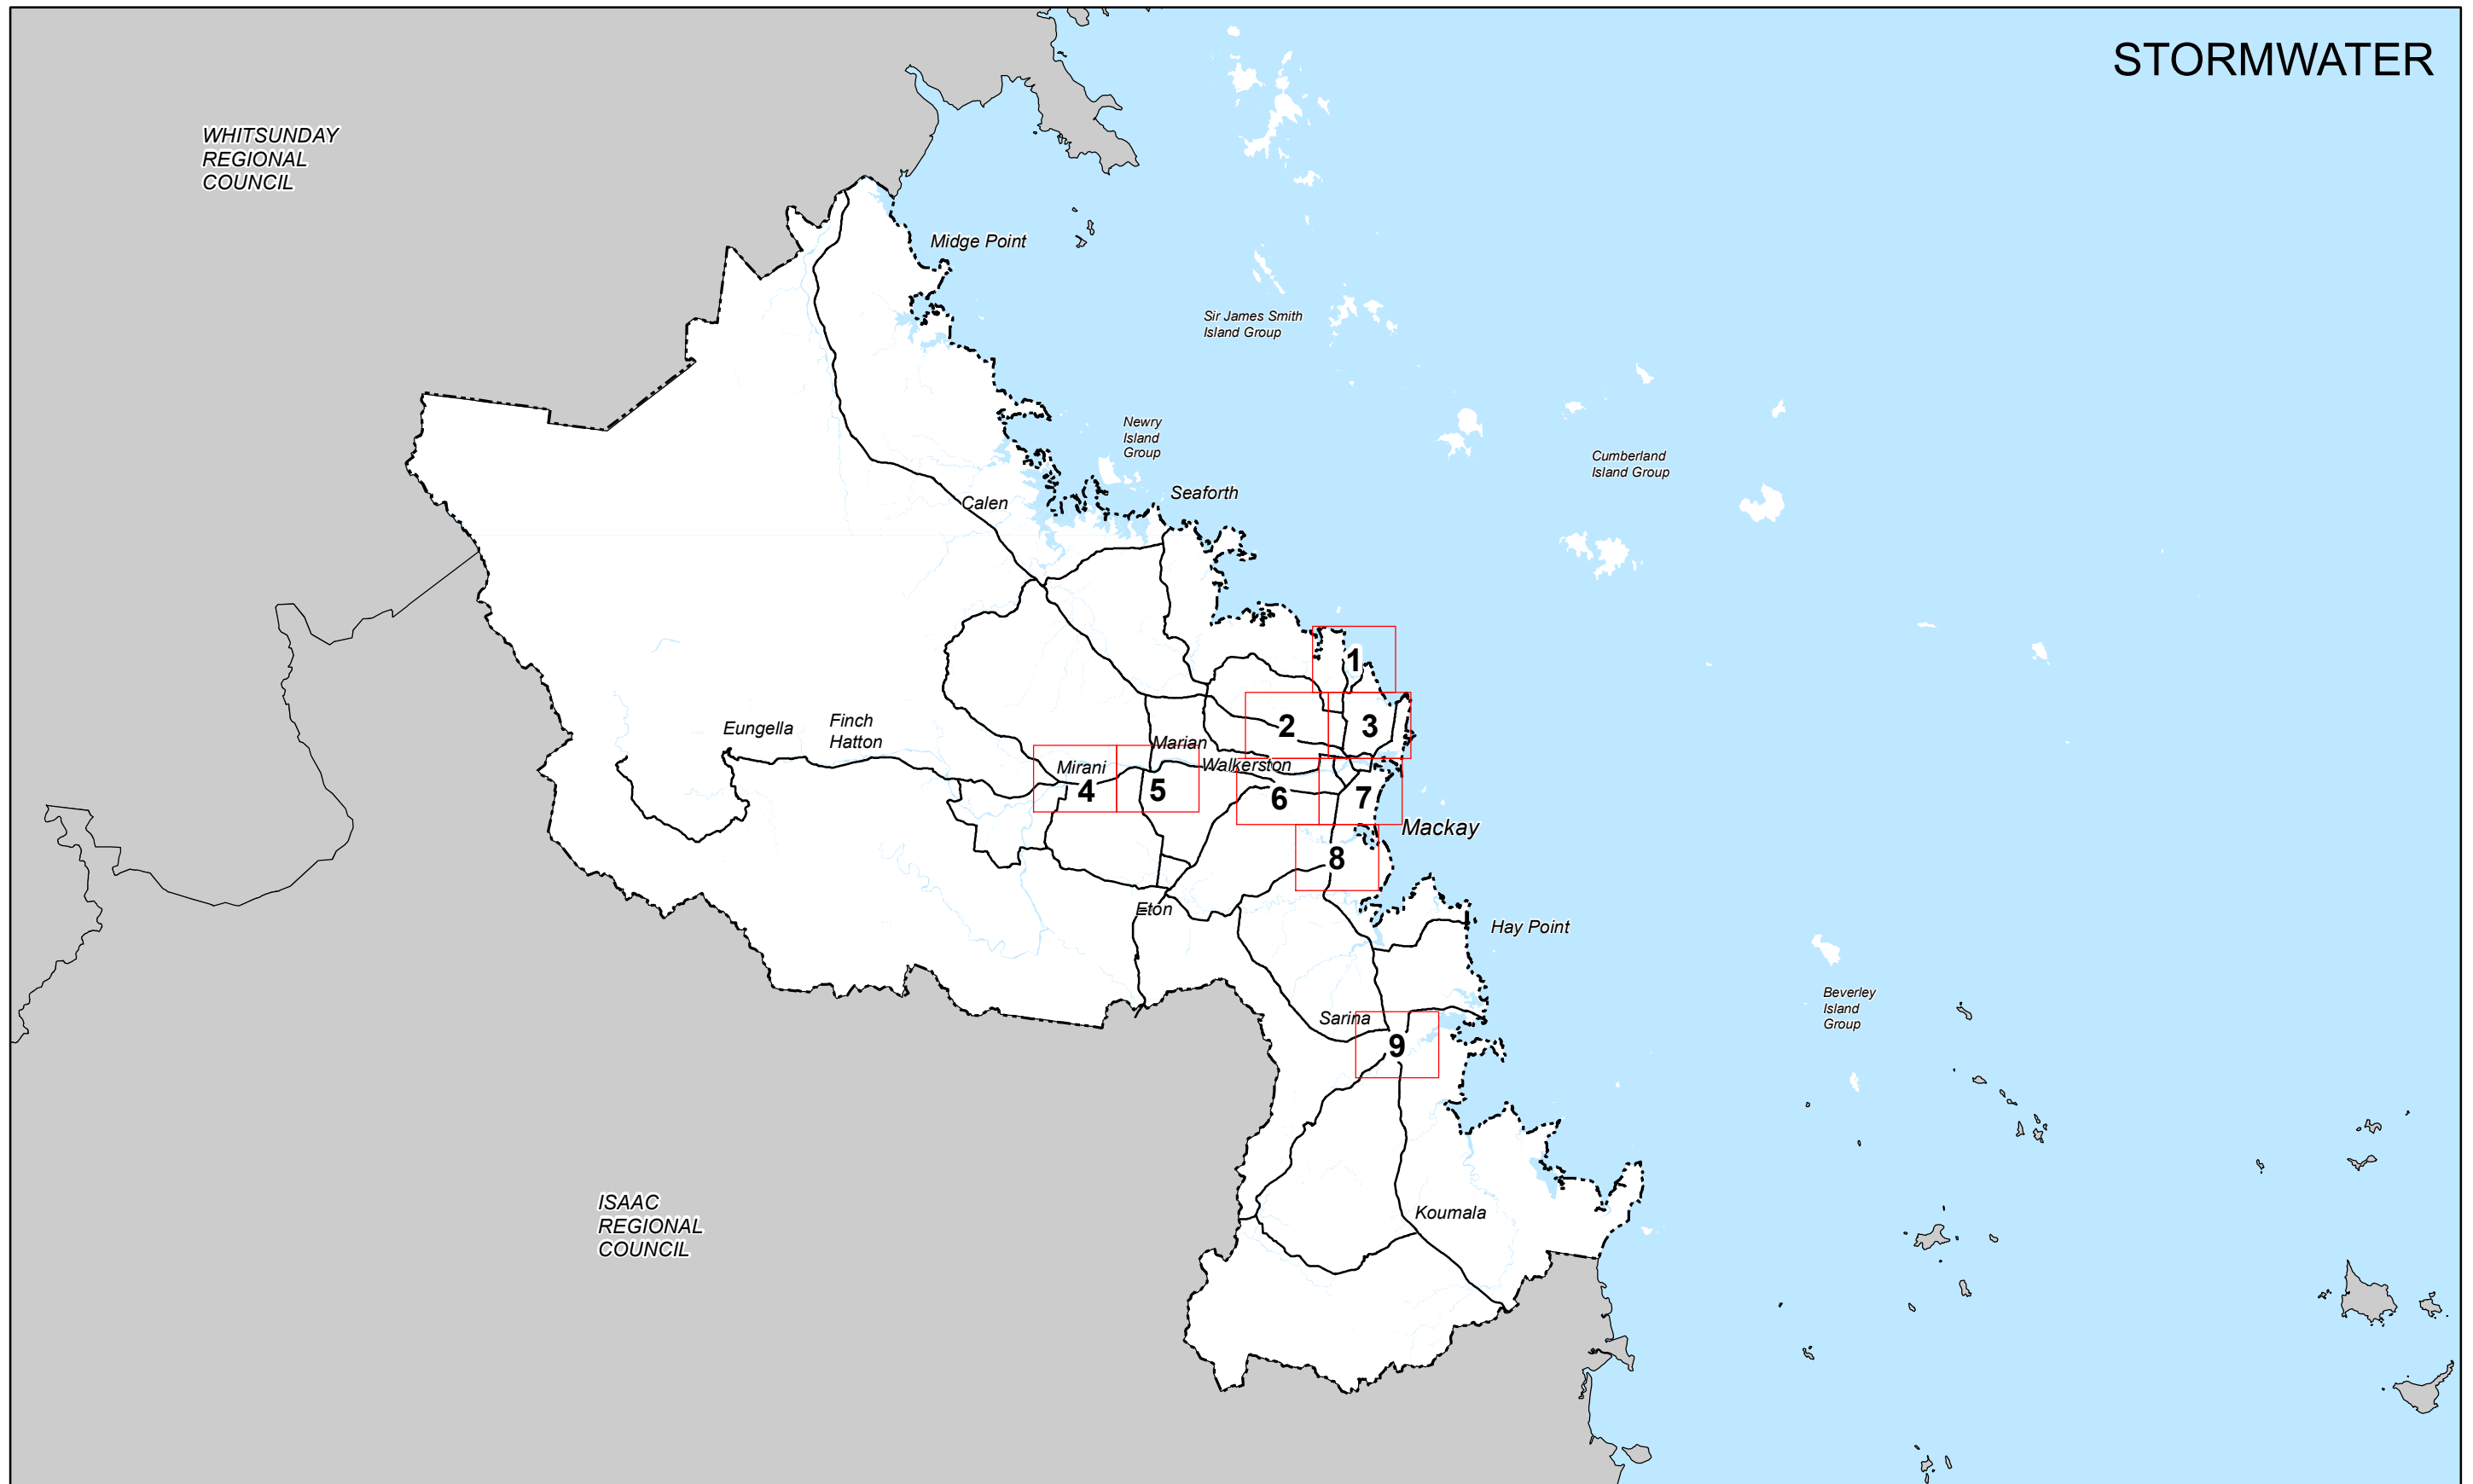 STORMWATER
WHITSUNDAY
REGIONAL
COUNCIL
Midge Point
Sir James Smith
Island Group
Newry
Island
Group
Cumberland
Island Group
Seaforth
Calen
1
2
3
Eungella
Finch
Hatton
Marian
Mirani
Walkerston
4
5
6
7
Mackay
8
Eton
Hay Point
Beverley
Island
Group
Sarina
9
ISAAC
REGIONAL
COUNCIL
Koumala